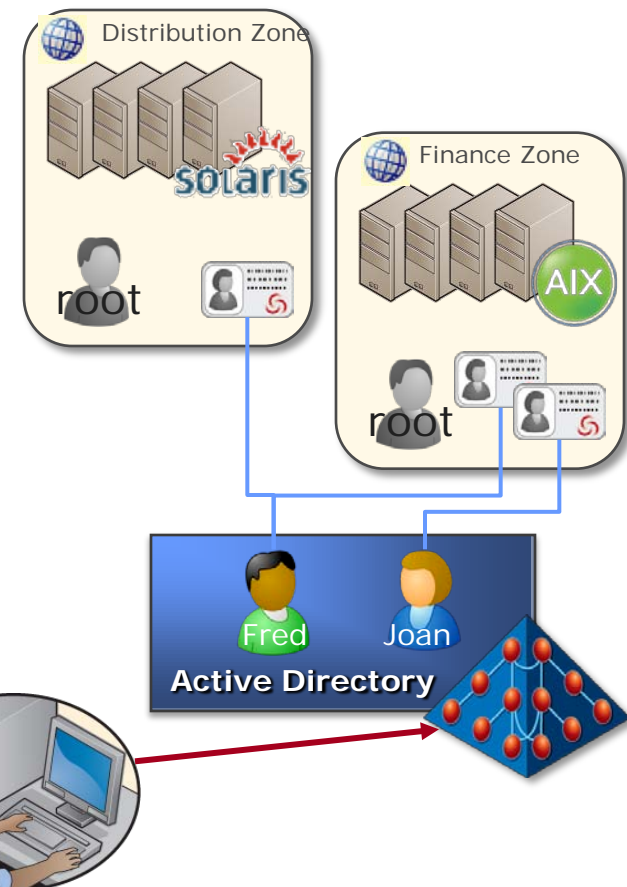 Distribution Zone
solaris
root
Finance Zone
AIX
root
Fred
Joan
Active Directory